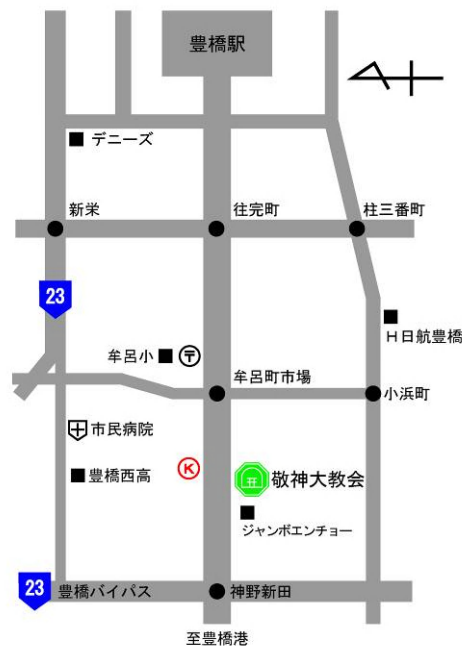 豊橋駅
デニーズ
新栄
往完町
柱三番町
23
H日航豊橋
牟呂小
〒
牟呂町市場
小浜町
市民病院
豊橋西高
K
敬神大教会
ジャンボエンチョー
23
豊橋バイパス
神野新田
至豊橋港